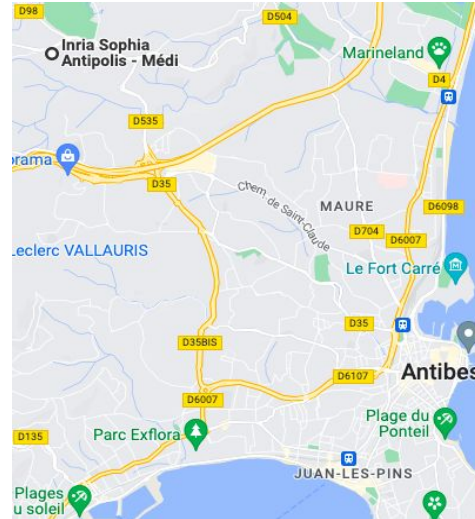 D98
D504
Inria Sophia
Antipolis - Médi
Marineland
D4
D535
orama
D35
Chem. de Saint-Claude
MAURE
D6098
D704
D6007
Leclerc VALLAURIS
Le Fort Carré
D35
D35BIS
Antibes
D6107
D6007
Plage du
Ponteil
D135
Parc Exflora
JUAN-LES-PINS
Plages
u soleil